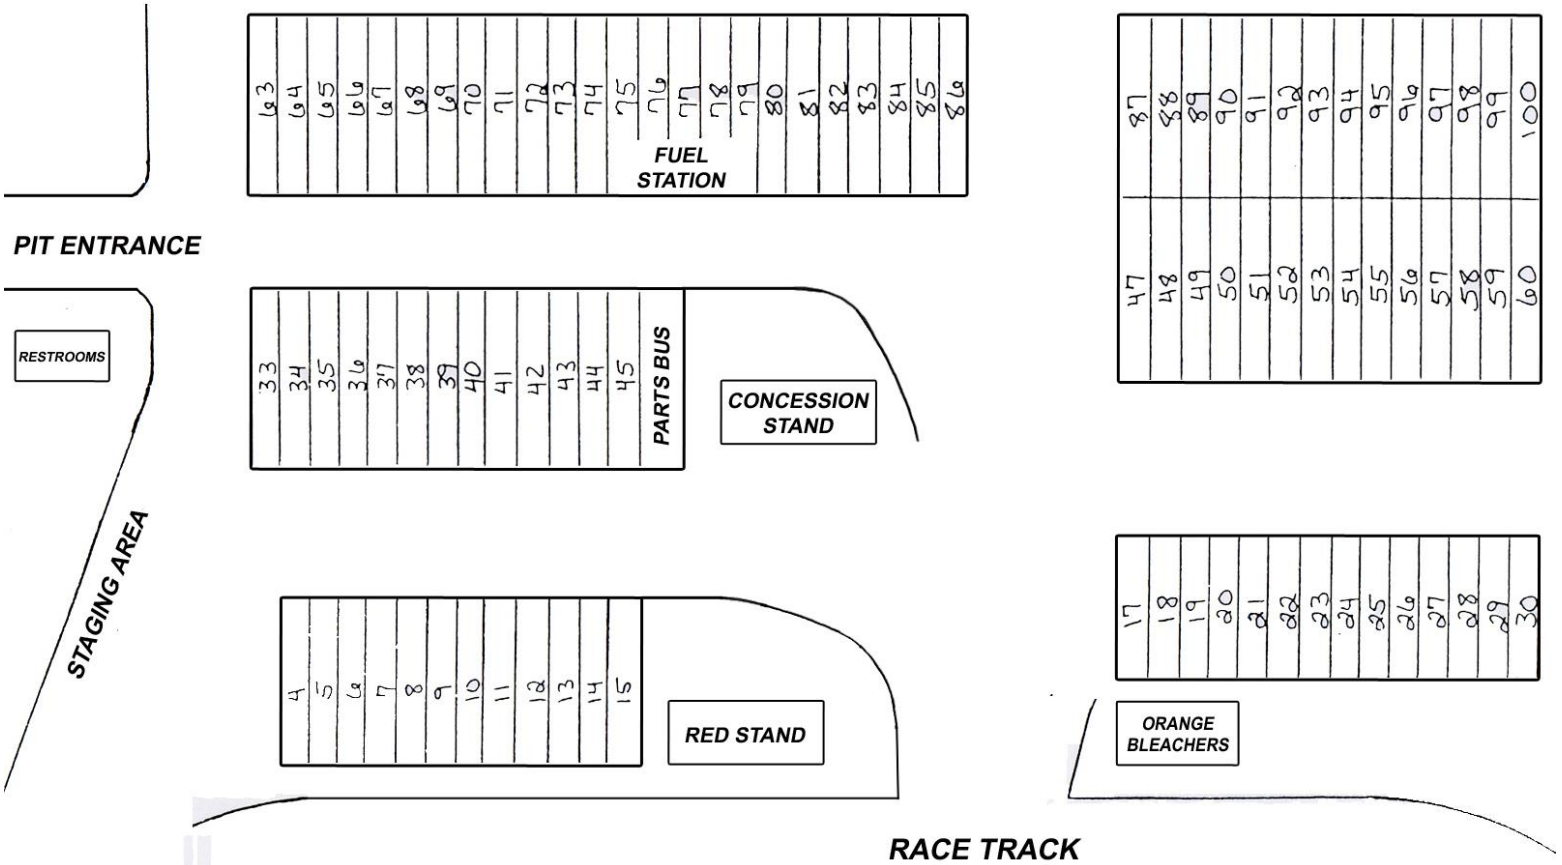 63 64 65 66 67 68 69 70 71 72 73 74 75 76 77 78 79 80 81 82 83 84 85 86
FUEL
STATION
87 88 89 90 91 92 93 94 95 96 97 98 99 100
PIT ENTRANCE
47 48 49 50 51 52 53 54 55 56 57 58 59 60
RESTROOMS
33 34 35 36 37 38 39 40 41 42 43 44 45
PARTS BUS
CONCESSION
STAND
STAGING AREA
17 18 19 20 21 22 23 24 25 26 27 28 29 30
4 5 6 7 8 9 10 11 12 13 14 15
RED STAND
ORANGE
BLEACHERS
RACE TRACK